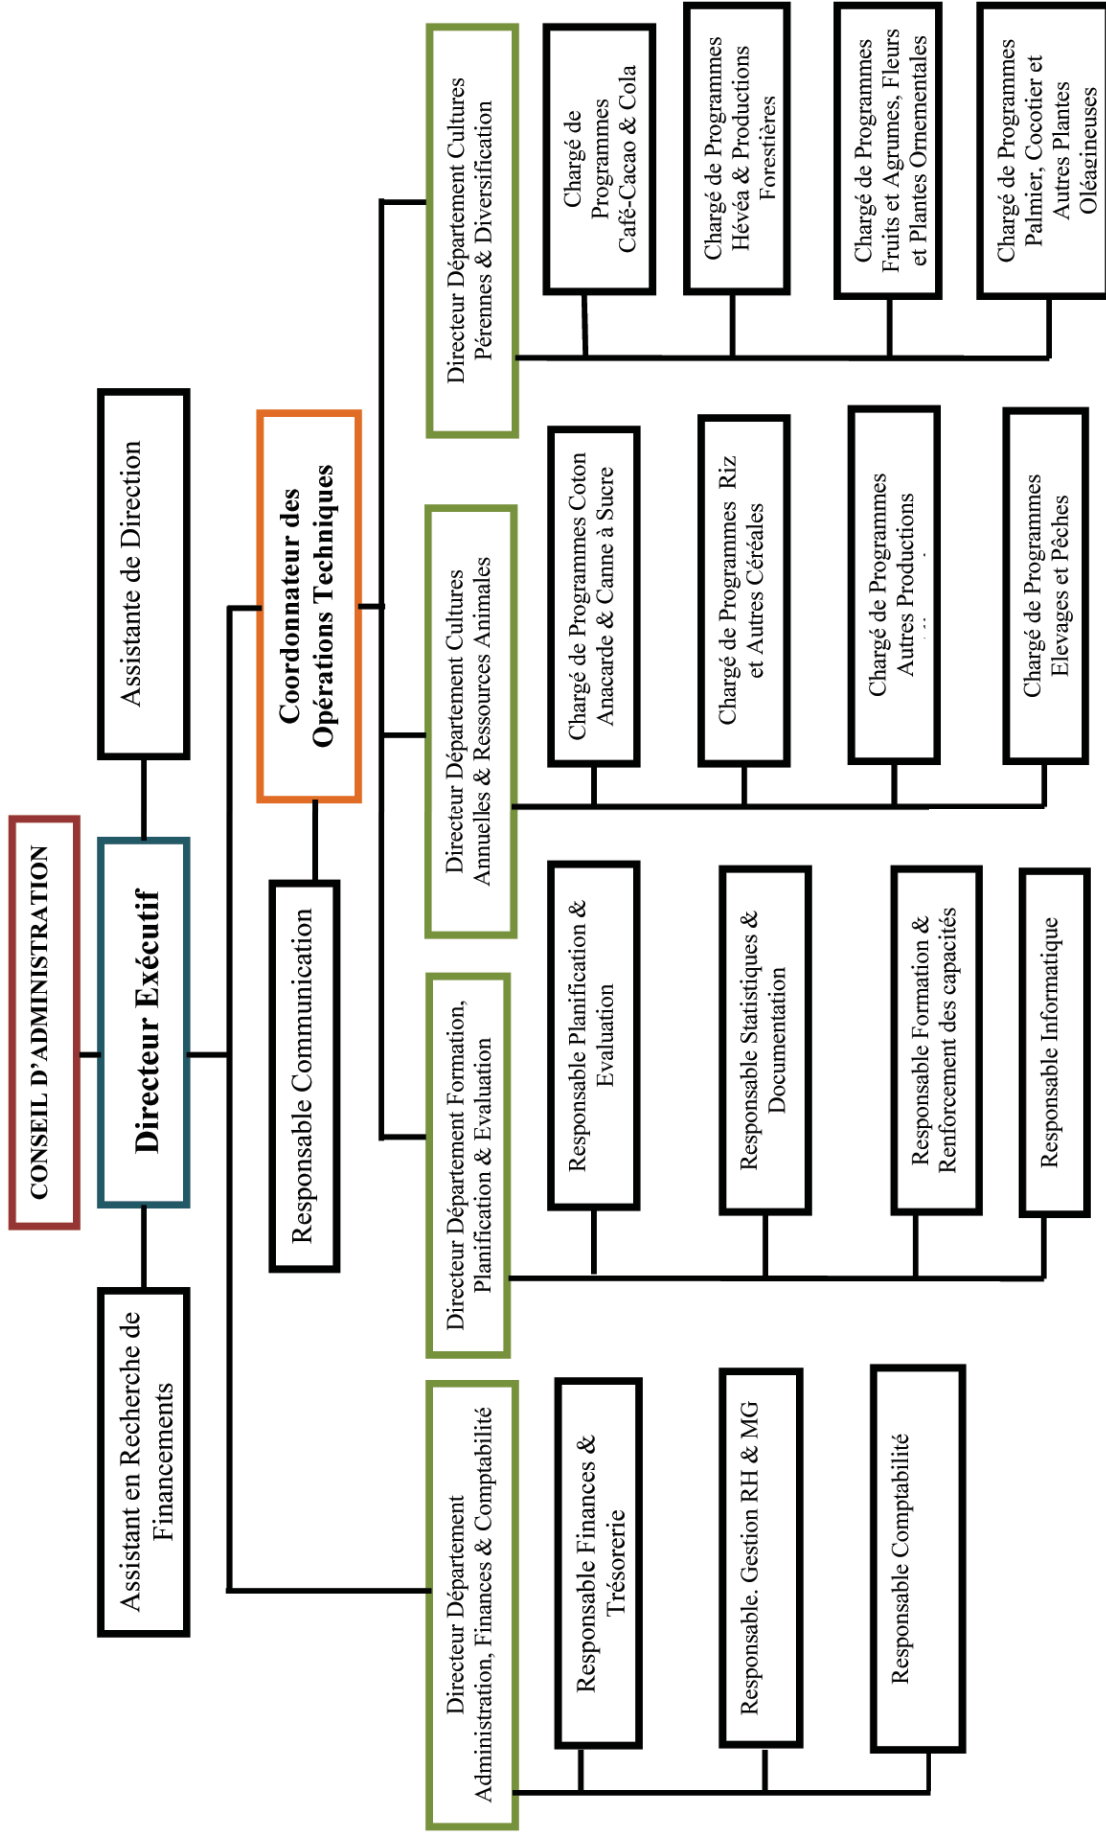 CONSEIL D’ADMINISTRATION
Assistant en Recherche de
Financements
Directeur Exécutif
Assistante de Direction
Responsable Communication
Coordonnateur des
Opérations Techniques
Directeur Département
Administration, Finances & Comptabilité
Directeur Département Formation,
Planification & Evaluation
Directeur Département Cultures
Annuelles & Ressources Animales
Directeur Département Cultures
Pérennes & Diversification
Responsable Finances &
Trésorerie
Responsable. Gestion RH & MG
Responsable Comptabilité
Responsable Planification &
Evaluation
Responsable Statistiques &
Documentation
Responsable Formation &
Renforcement des capacités
Responsable Informatique
Chargé de Programmes Coton
Anacarde & Canne à Sucre
Chargé de Programmes Riz
et Autres Céréales
Chargé de Programmes
Autres Productions
Chargé de Programmes
Elevages et Pêches
Chargé de
Programmes
Café-Cacao & Cola
Chargé de Programmes
Hévéa & Productions
Forestières
Chargé de Programmes
Fruits et Agrumes, Fleurs
et Plantes Ornementales
Chargé de Programmes
Palmier, Cocotier et
Autres Plantes
Oléagineuses